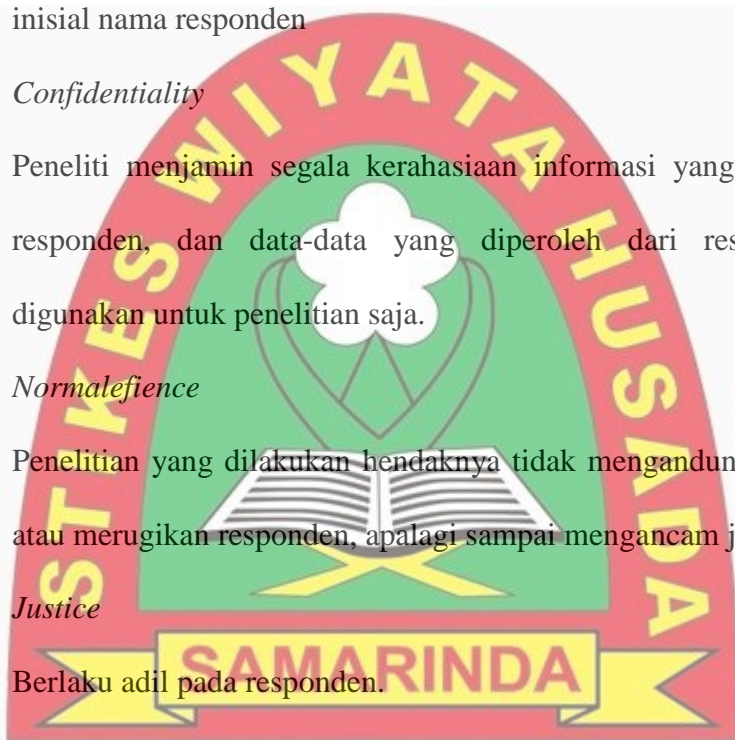 inisial nama responden
Confidentiality
Peneliti menjamin segala kerahasiaan informasi yang
responden, dan data-data yang diperoleh dari res
digunakan untuk penelitian saja.
Normalefience
Penelitian yang dilakukan hendaknya tidak mengandun
atau merugikan responden, apalagi sampai mengancam j
Justice
Berlaku adil pada responden.
STIKES WIYATA HUSADA
SAMARINDA